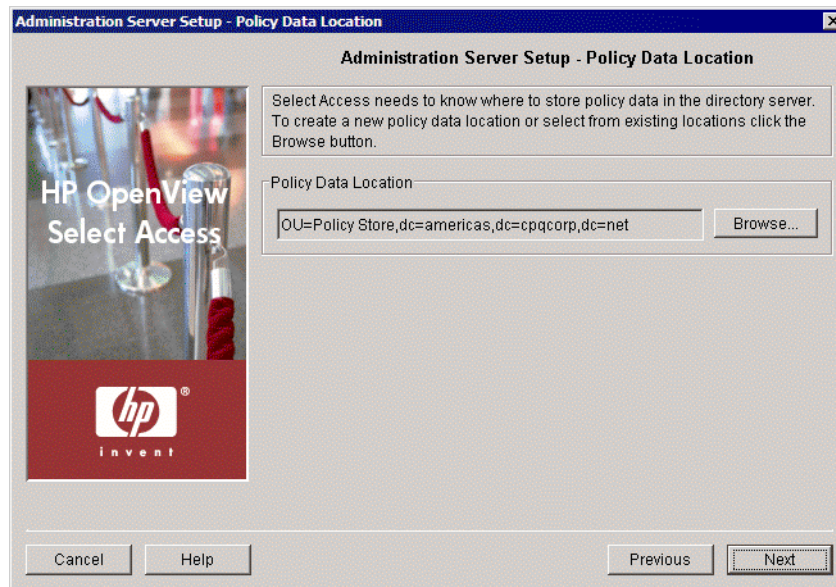 Administration Server Setup - Policy Data Location
Administration Server Setup - Policy Data Location
HP OpenView
Select Access
hp
®
invent
Select Access needs to know where to store policy data in the directory server.
To create a new policy data location or select from existing locations click the
Browse button.
Policy Data Location
OU=Policy Store,dc=americas,dc=cpqcorp,dc=net
Browse...
Cancel
Help
Previous
Next